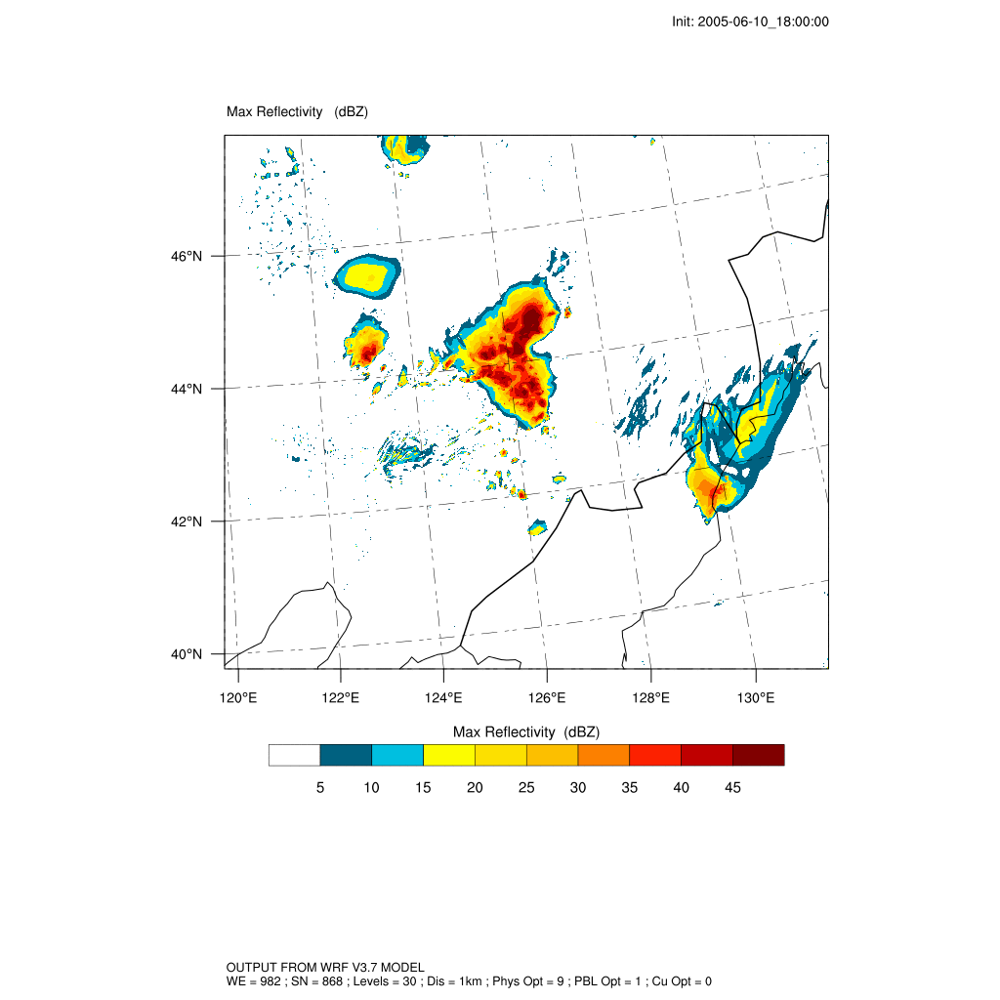 Init: 2005-06-10_18:00:00
Max Reflectivity (dBZ)
46°N
44°N
42°N
40°N
120°E 122°E 124°E 126°E 128°E 130°E
Max Reflectivity (dBZ)
5 10 15 20 25 30 35 40 45
OUTPUT FROM WRF V3.7 MODEL
WE = 982 ; SN = 868 ; Levels = 30 ; Dis = 1km ; Phys Opt = 9 ; PBL Opt = 1 ; Cu Opt = 0